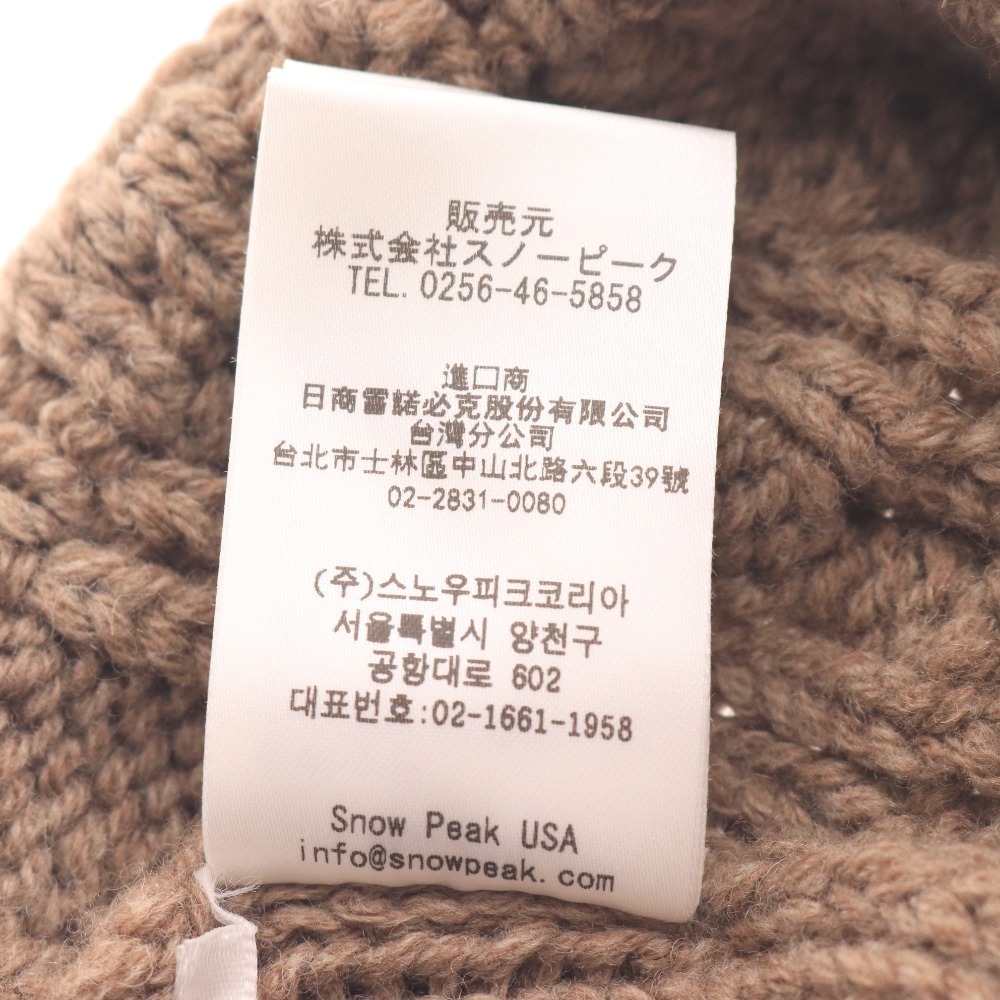 販売元
株式会社スノーピーク
TEL. 0256-46-5858
進口商
日商雪諾必克股份有限公司
台灣分公司
台北市士林區中山北路六段39號
02-2831-0080
(주)스노우피크코리아
서울특별시 양천구
공항대로 602
대표번호:02-1661-1958
Snow Peak USA
info@snowpeak.com